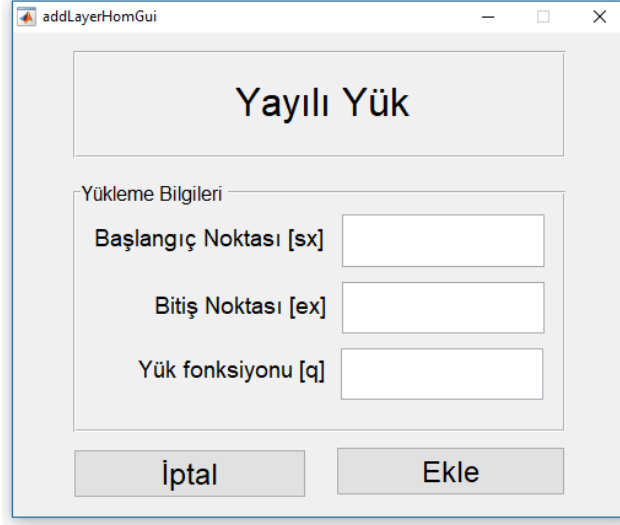 addLayerHomGui
Yayılı Yük
Yükleme Bilgileri
Başlangıç Noktası [sx]
Bitiş Noktası [ex]
Yük fonksiyonu [q]
İptal
Ekle